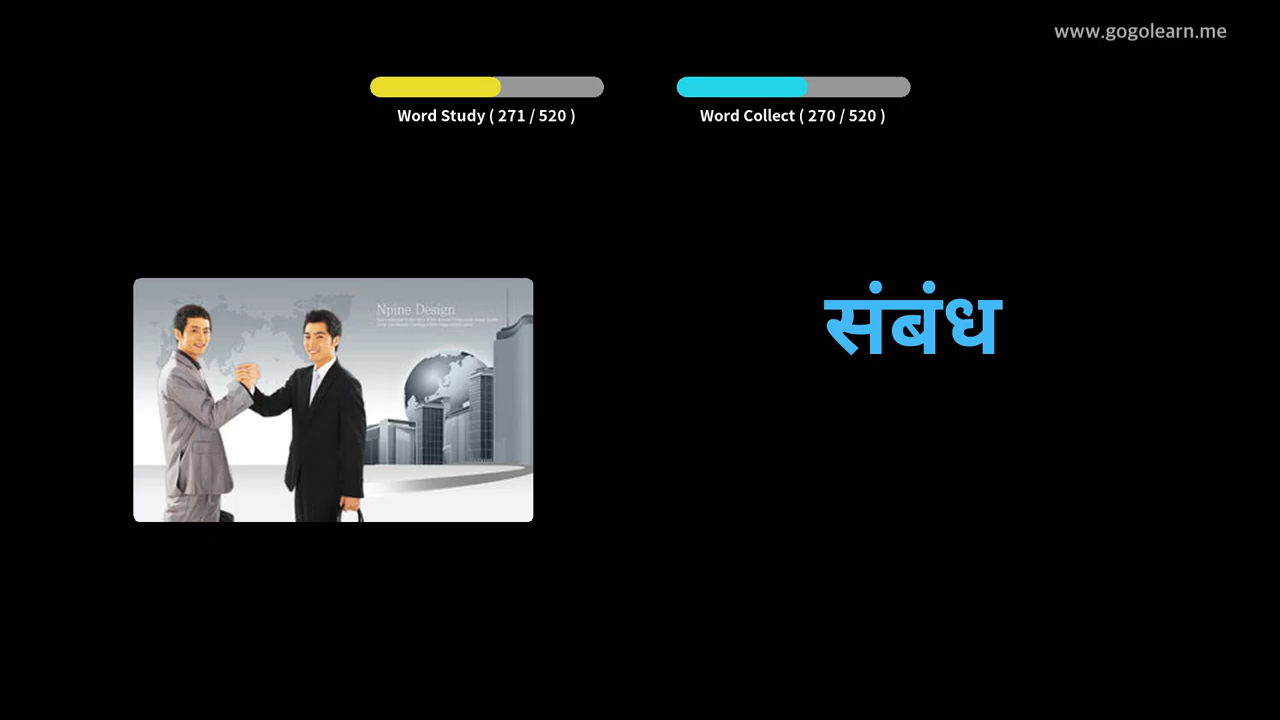 www.gogolearn.me
Word Study ( 271 / 520 )
Word Collect ( 270 / 520 )
Npine Design
संबंध